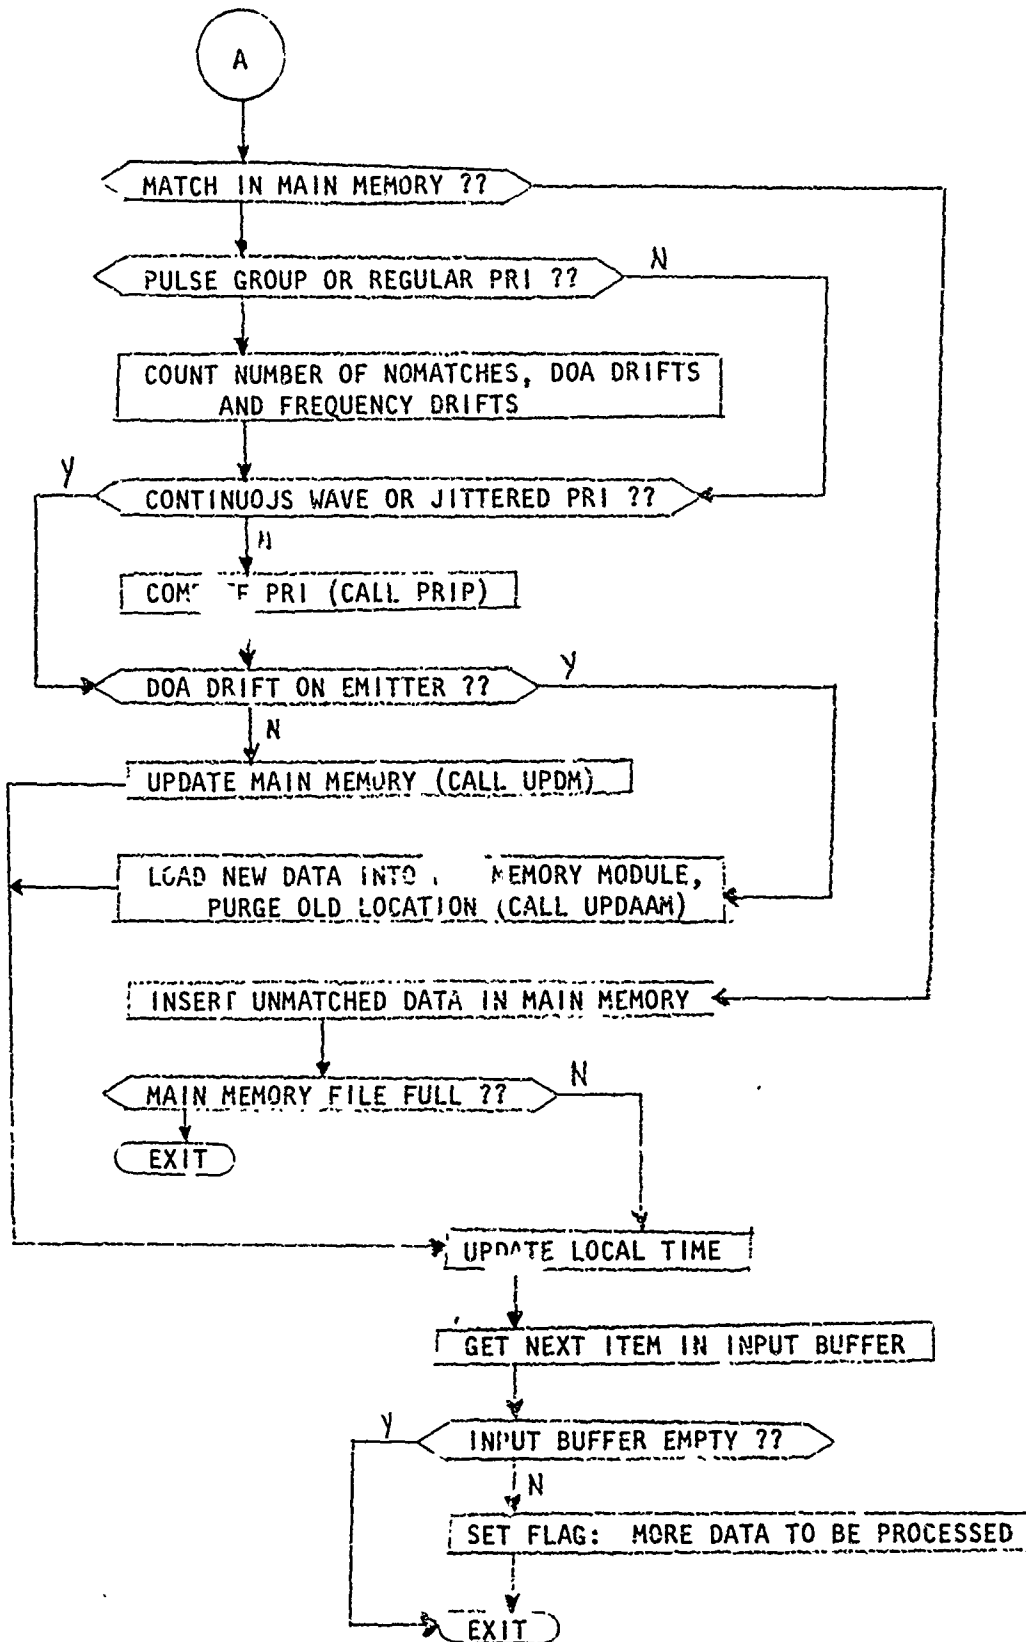 A
MATCH IN MAIN MEMORY ??
N
PULSE GROUP OR REGULAR PRI ??
COUNT NUMBER OF NOMATCHES, DOA DRIFTS
AND FREQUENCY DRIFTS
Y
CONTINUOJS WAVE OR JITTERED PRI ??
N
PRI (CALL PRIP)
Y
DOA DRIFT ON EMITTER ??
N
UPDATE MAIN MEMORY (CALL UPDM)
LOAD NEW DATA INTO MEMORY MODULE,
PURGE OLD LOCATION (CALL UPDAAM)
INSERT UNMATCHED DATA IN MAIN MEMORY
N
MAIN MEMORY FILE FULL ??
EXIT
UPDATE LOCAL TIME
GET NEXT ITEM IN INPUT BUFFER
Y
INPUT BUFFER EMPTY ??
N
SET FLAG: MORE DATA TO BE PROCESSED
EXIT